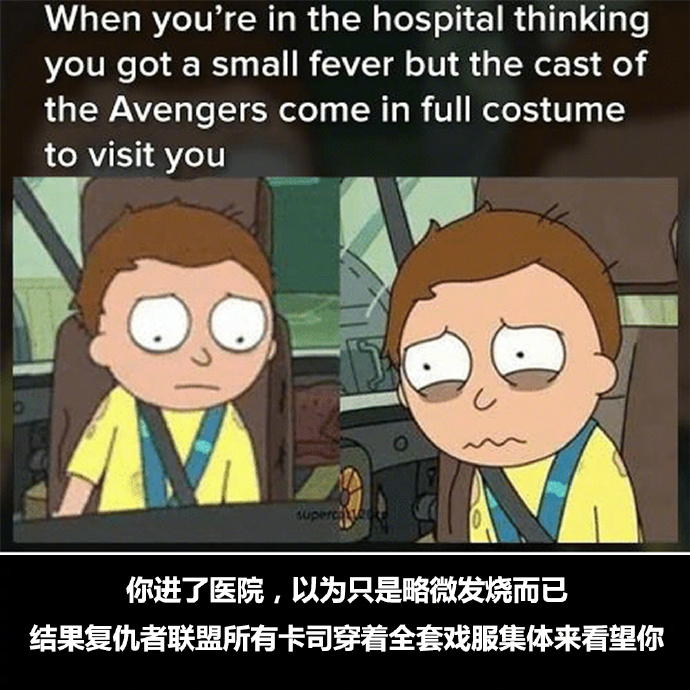 When you’re in the hospital thinking
you got a small fever but the cast of
the Avengers come in full costume
to visit you
你进了医院，以为只是略微发烧而已
结果复仇者联盟所有卡司穿着全套戏服集体来看望你